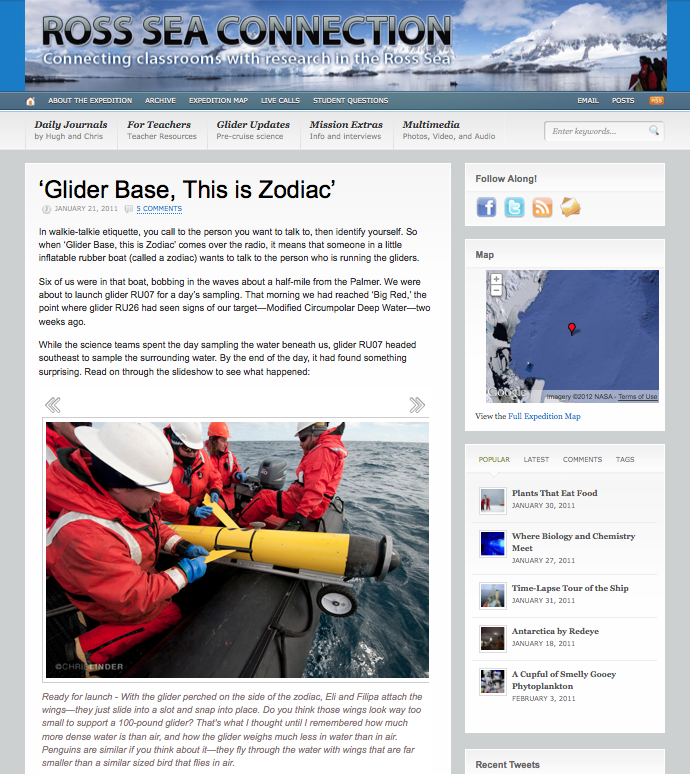 ROSS SEA CONNECTION
Connecting classrooms with research in the Ross Sea
ABOUT THE EXPEDITION ARCHIVE EXPEDITION MAP LIVE CALLS STUDENT QUESTIONS EMAIL POSTS RSS
Daily Journals For Teachers Glider Updates Mission Extras Multimedia
by Hugh and Chris Teacher Resources Pre-cruise science Info and interviews Photos, Video, and Audio
Enter keywords...
‘Glider Base, This is Zodiac’
JANUARY 21, 2011 5 COMMENTS
In walkie-talkie etiquette, you call to the person you want to talk to, then identify yourself. So
when ‘Glider Base, this is Zodiac’ comes over the radio, it means that someone in a little
inflatable rubber boat (called a zodiac) wants to talk to the person who is running the gliders.
Six of us were in that boat, bobbing in the waves about a half-mile from the Palmer. We were
about to launch glider RU07 for a day’s sampling. That morning we had reached ‘Big Red,’ the
point where glider RU26 had seen signs of our target—Modified Circumpolar Deep Water—two
weeks ago.
While the science teams spent the day sampling the water beneath us, glider RU07 headed
southeast to sample the surrounding water. By the end of the day, it had found something
surprising. Read on through the slideshow to see what happened:
©CHRISLINDER
Ready for launch - With the glider perched on the side of the zodiac, Eli and Filipa attach the
wings—they just slide into a slot and snap into place. Do you think those wings look way too
small to support a 100-pound glider? That's what I thought until I remembered how much
more dense water is than air, and how the glider weighs much less in water than in air.
Penguins are similar if you think about it—they fly through the water with wings that are far
smaller than a similar sized bird that flies in air.
Follow Along!
Map
+
−
Google
Imagery ©2012 NASA - Terms of Use
View the Full Expedition Map
POPULAR LATEST COMMENTS TAGS
Plants That Eat Food
JANUARY 30, 2011
Where Biology and Chemistry
Meet
JANUARY 27, 2011
Time-Lapse Tour of the Ship
JANUARY 31, 2011
Antarctica by Redeye
JANUARY 18, 2011
A Cupful of Smelly Gooey
Phytoplankton
FEBRUARY 3, 2011
Recent Tweets